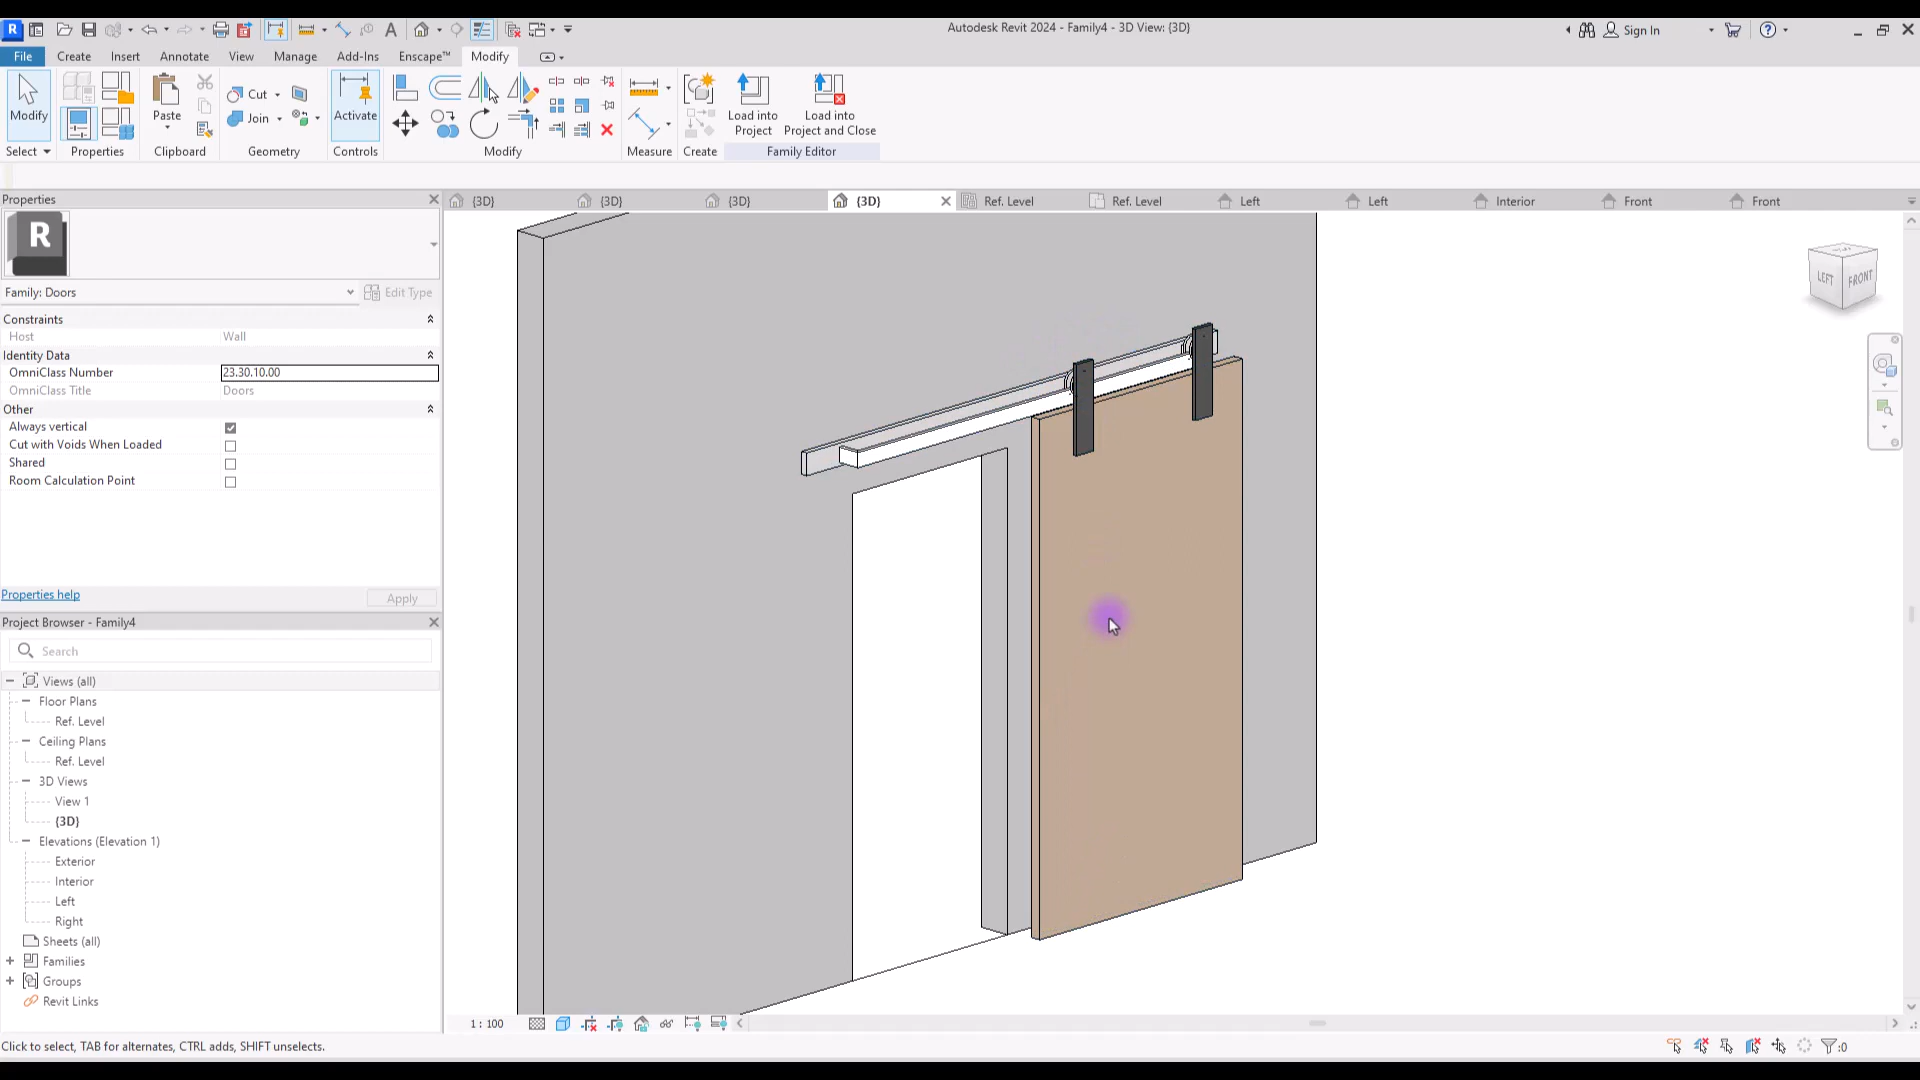 Autodesk Revit 2024 - Family4 - 3D View: {3D}
Sign In
File Create Insert Annotate View Manage Add-Ins Enscape™ Modify
Modify Paste Cut Join Activate Load into Project Load into Project and Close
Select Properties Clipboard Geometry Controls Modify Measure Create Family Editor
Properties
{3D} {3D} {3D} {3D} Ref. Level Ref. Level Left Left Interior Front Front
R
Family: Doors Edit Type
Constraints
Host Wall
Identity Data
OmniClass Number 23.30.10.00
OmniClass Title Doors
Other
Always vertical
Cut with Voids When Loaded
Shared
Room Calculation Point
Properties help Apply
Project Browser - Family4
Search
Views (all)
Floor Plans
Ref. Level
Ceiling Plans
Ref. Level
3D Views
View 1
{3D}
Elevations (Elevation 1)
Exterior
Interior
Left
Right
Sheets (all)
Families
Groups
Revit Links
LEFT FRONT
1 : 100
Click to select, TAB for alternates, CTRL adds, SHIFT unselects.
:0